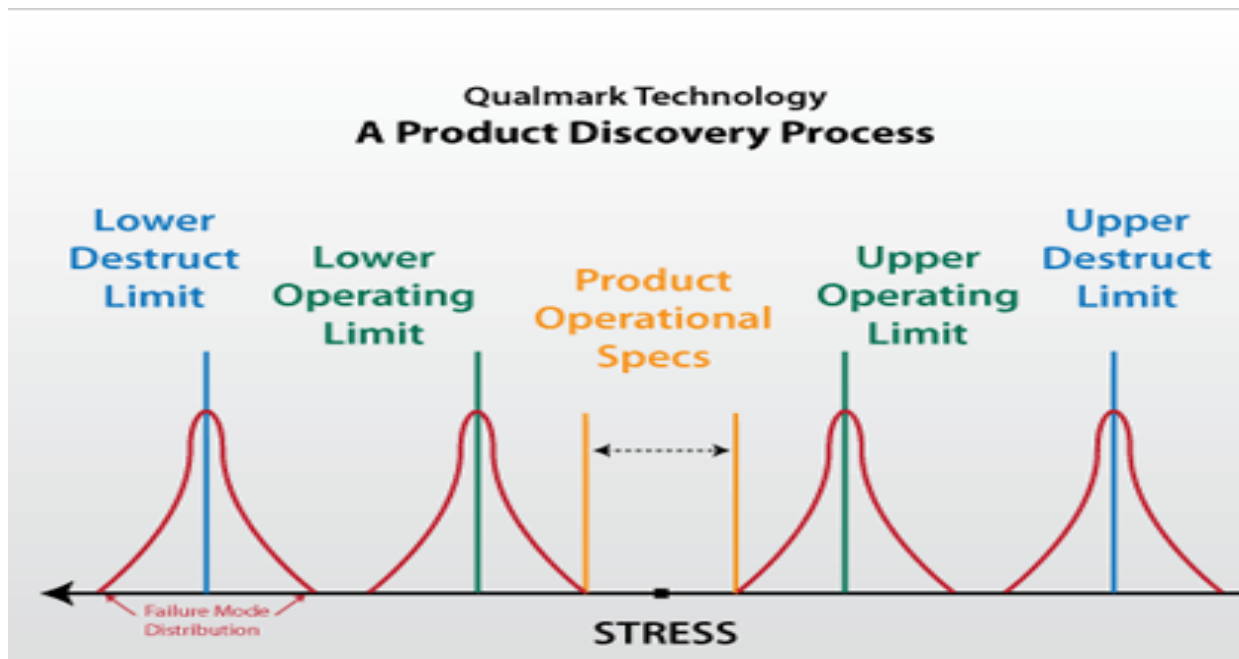 Qualmark Technology
A Product Discovery Process
Lower
Destruct
Limit
Lower
Operating
Limit
Product
Operational
Specs
Upper
Operating
Limit
Upper
Destruct
Limit
Failure Mode
Distribution
STRESS